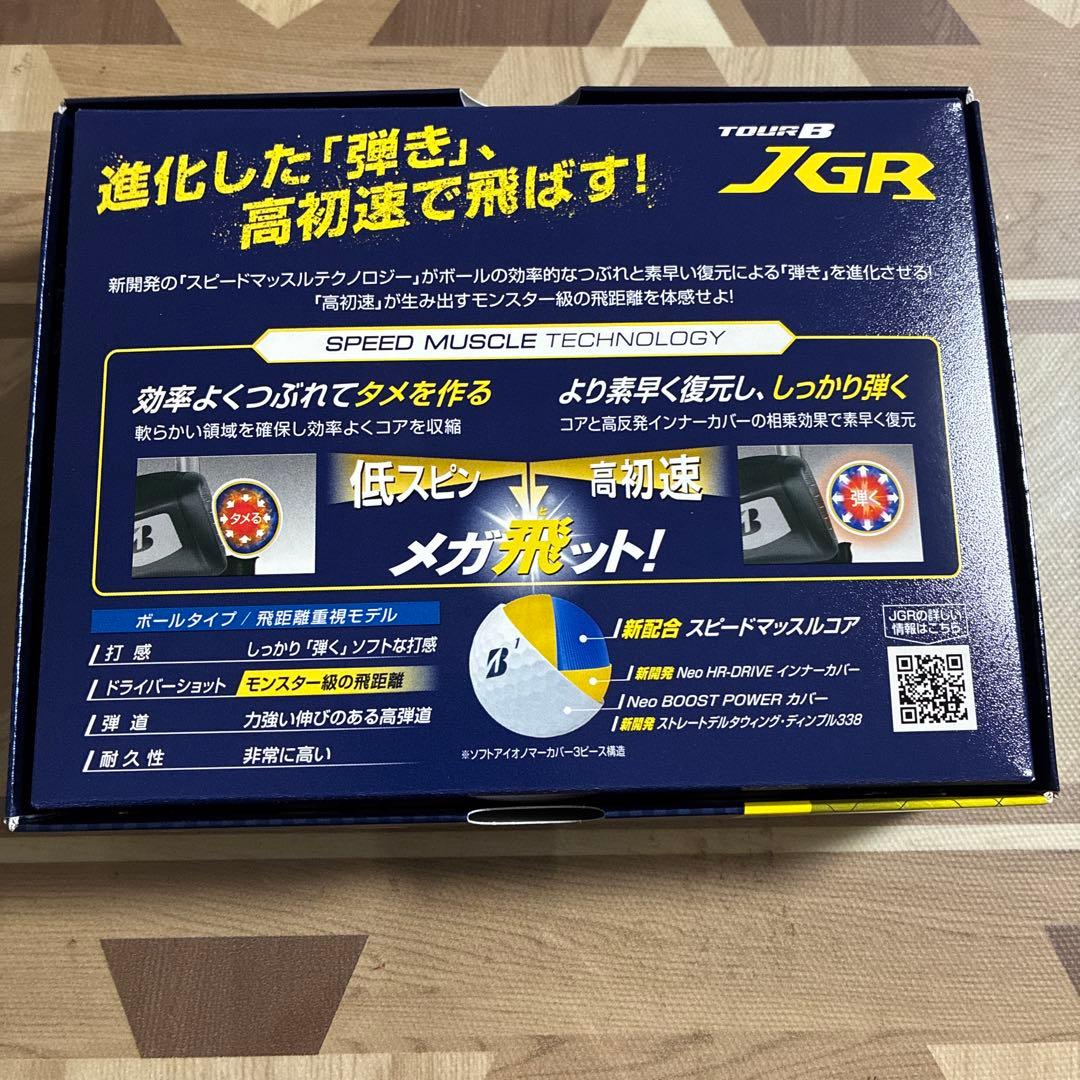 進化した「弾き」、
高初速で飛ばす!
TOUR B
JGR
新開発の「スピードマッスルテクノロジー」がボールの効率的なつぶれと素早い復元による「弾き」を進化させる!
「高初速」が生み出すモンスター級の飛距離を体感せよ!
SPEED MUSCLE TECHNOLOGY
効率よくつぶれてタメを作る
軟らかい領域を確保し効率よくコアを収縮
より素早く復元し、しっかり弾く
コアと高反発インナーカバーの相乗効果で素早く復元
B
タメる
低スピン
高初速
B
弾く
と
メガ飛ット!
ボールタイプ / 飛距離重視モデル
打感 しっかり「弾く」ソフトな打感
ドライバーショット モンスター級の飛距離
弾道 力強い伸びのある高弾道
耐久性 非常に高い
B 1
新配合 スピードマッスルコア
新開発 Neo HR-DRIVE インナーカバー
Neo BOOST POWER カバー
新開発 ストレートデルタウィング・ディンプル338
※ソフトアイオノマーカバー3ピース構造
JGRの詳しい
情報はこちら